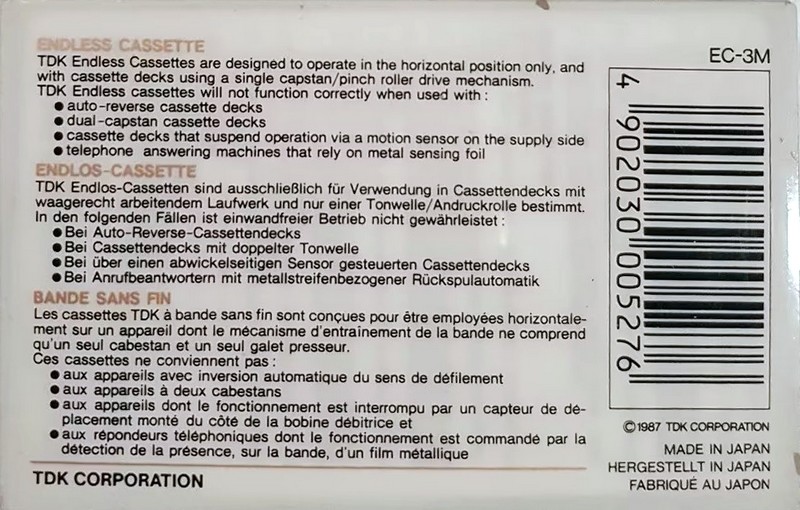 ENDLESS CASSETTE
TDK Endless Cassettes are designed to operate in the horizontal position only, and
with cassette decks using a single capstan/pinch roller drive mechanism.
TDK Endless cassettes will not function correctly when used with :
● auto-reverse cassette decks
● dual-capstan cassette decks
● cassette decks that suspend operation via a motion sensor on the supply side
● telephone answering machines that rely on metal sensing foil
ENDLOS-CASSETTE
TDK Endlos-Cassetten sind ausschließlich für Verwendung in Cassettendecks mit
waagerecht arbeitendem Laufwerk und nur einer Tonwelle/Andruckrolle bestimmt.
In den folgenden Fällen ist einwandfreier Betrieb nicht gewährleistet :
● Bei Auto-Reverse-Cassettendecks
● Bei Cassettendecks mit doppelter Tonwelle
● Bei über einen abwickelseitigen Sensor gesteuerten Cassettendecks
● Bei Anrufbeantwortern mit metallstreifenbezogener Rückspulautomatik
BANDE SANS FIN
Les cassettes TDK à bande sans fin sont conçues pour être employées horizontale-
ment sur un appareil dont le mécanisme d'entraînement de la bande ne comprend
qu'un seul cabestan et un seul galet presseur.
Ces cassettes ne conviennent pas :
● aux appareils avec inversion automatique du sens de défilement
● aux appareils à deux cabestans
● aux appareils dont le fonctionnement est interrompu par un capteur de dé-
placement monté du côté de la bobine débitrice et
● aux répondeurs téléphoniques dont le fonctionnement est commandé par la
détection de la présence, sur la bande, d'un film métallique
TDK CORPORATION
EC-3M
4 902030 005276
©1987 TDK CORPORATION
MADE IN JAPAN
HERGESTELLT IN JAPAN
FABRIQUÉ AU JAPON